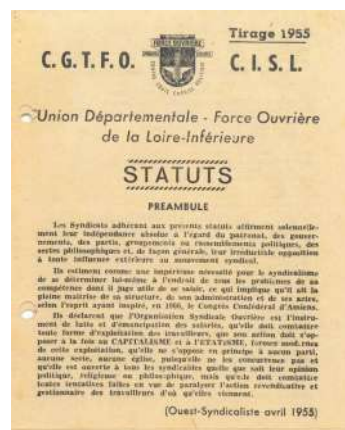 Tirage 1955
C. G. T. F. O.
FORCE OUVRIÈRE
C. I. S. L.
Union Départementale - Force Ouvrière
de la Loire-Inférieure
STATUTS
PREAMBULE
Les Syndicats adhérant aux présents statuts affirment solennelle-
ment leur indépendance absolue à l'égard du patronat, des gouver-
nements, des partis, groupements ou rassemblements politiques, des
sectes philosophiques et, de façon générale, leur irréductible opposition
à toute influence extérieure au mouvement syndical.
Ils estiment comme une impérieuse nécessité pour le syndicalisme
de se déterminer lui-même à l'endroit de tous les problèmes de sa
compétence dont il juge utile de se saisir, ce qui implique qu'il ait la
pleine maîtrise de sa structure, de son administration et de ses actes,
selon l'esprit ayant inspiré, en 1906, le Congrès Confédéral d'Amiens.
Ils déclarent que l'Organisation Syndicale Ouvrière est l'instru-
ment de lutte et d'émancipation des salariés, qu'elle doit combattre
toute forme d'exploitation des travailleurs, que son action doit s'op-
poser à la fois au CAPITALISME et à l'ETATISME, forces modernes
de cette exploitation, qu'elle ne s'oppose en principe à aucun parti,
aucune secte, aucune église, puisqu'elle ne les concurrence pas et
qu'elle est ouverte à tous les syndicables quelle que soit leur opinion
politique, religieuse ou philosophique, mais qu'elle doit combattre
toutes tentatives faites en vue de paralyser l'action revendicative et
gestionnaire des travailleurs d'où qu'elles viennent.
(Ouest-Syndicaliste avril 1955)